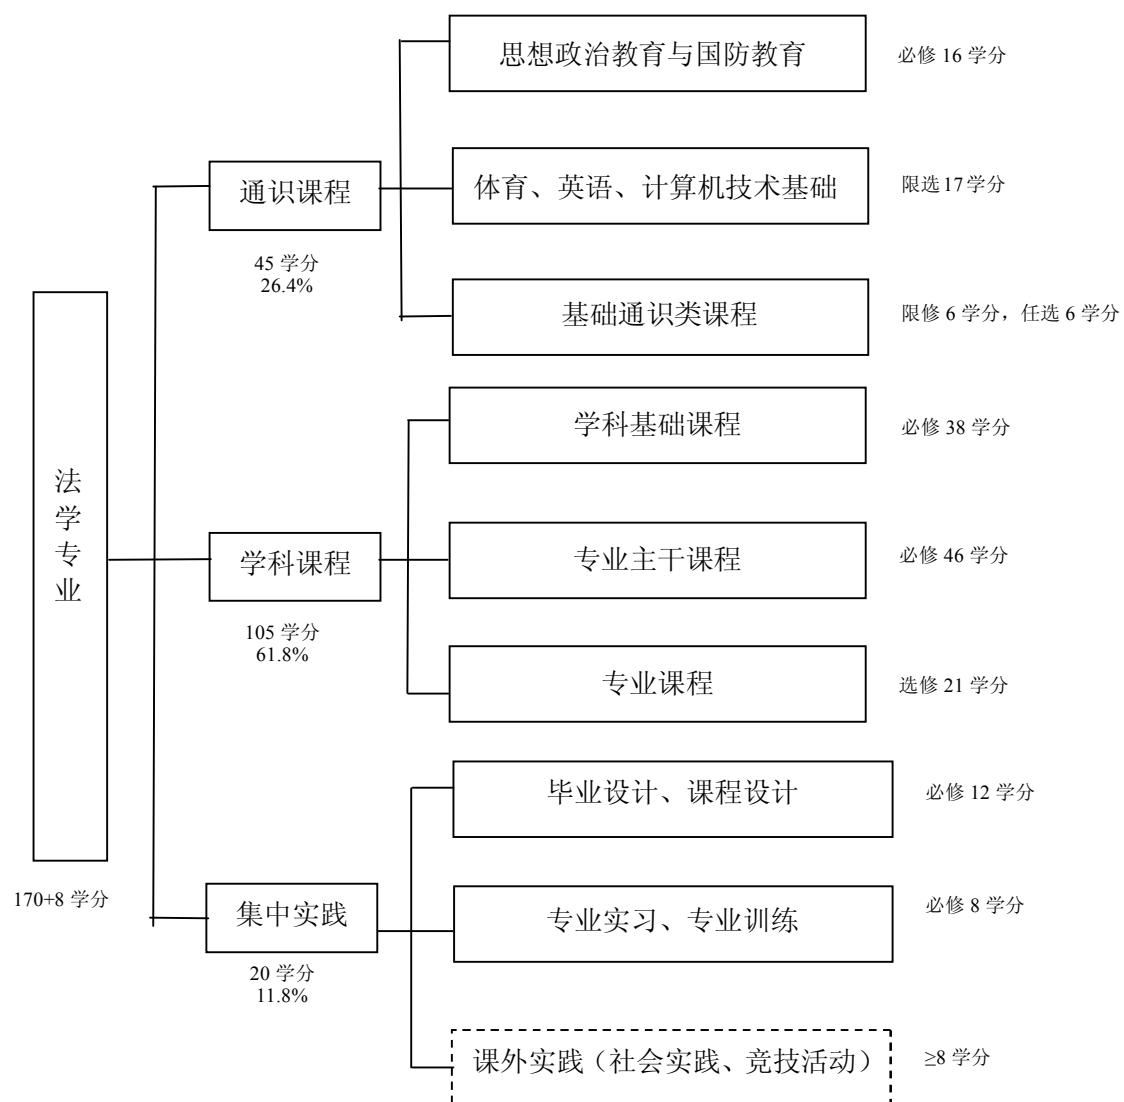 思想政治教育与国防教育
必修 16 学分
通识课程
体育、英语、计算机技术基础
限选 17 学分
45 学分
26.4%
基础通识类课程
限修 6 学分，任选 6 学分
学科基础课程
必修 38 学分
法
学
专
业
学科课程
专业主干课程
必修 46 学分
105 学分
61.8%
专业课程
选修 21 学分
毕业设计、课程设计
必修 12 学分
170+8 学分
集中实践
专业实习、专业训练
必修 8 学分
20 学分
11.8%
课外实践（社会实践、竞技活动）
≥8 学分